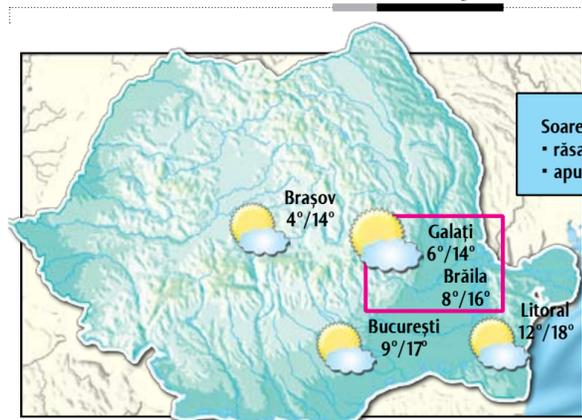 Soare
▪ răsa
▪ apu
Brașov
4°/14°
Galați
6°/14°
Brăila
8°/16°
Litoral
12°/18°
București
9°/17°